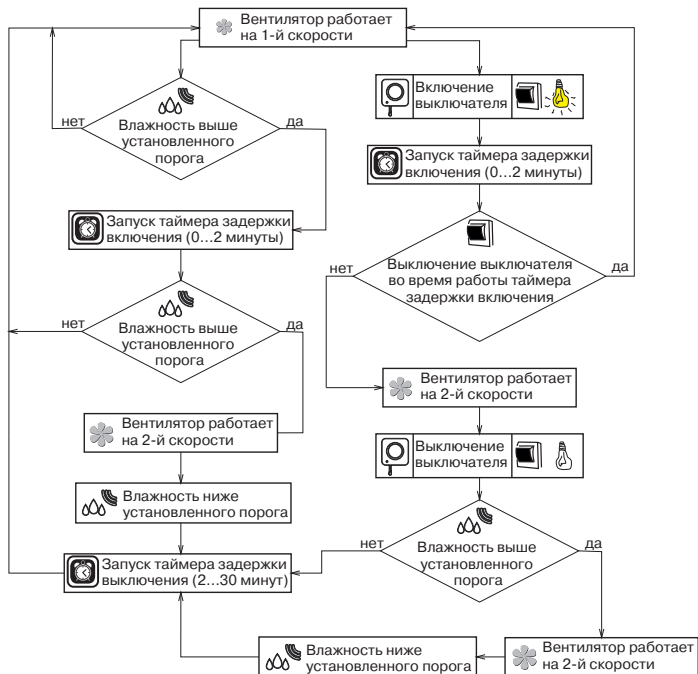 Вентилятор работает
на 1-й скорости
нет
Влажность выше
установленного
порога
да
Включение
выключателя
Запуск таймера задержки
включения (0...2 минуты)
Запуск таймера задержки
включения (0...2 минуты)
нет
Выключение выключателя
во время работы таймера
задержки включения
да
нет
Влажность выше
установленного
порога
да
Вентилятор работает
на 2-й скорости
Вентилятор работает
на 2-й скорости
Выключение
выключателя
Влажность ниже
установленного порога
Запуск таймера задержки
выключения (2...30 минут)
нет
Влажность выше
установленного
порога
да
Влажность ниже
установленного порога
Вентилятор работает
на 2-й скорости